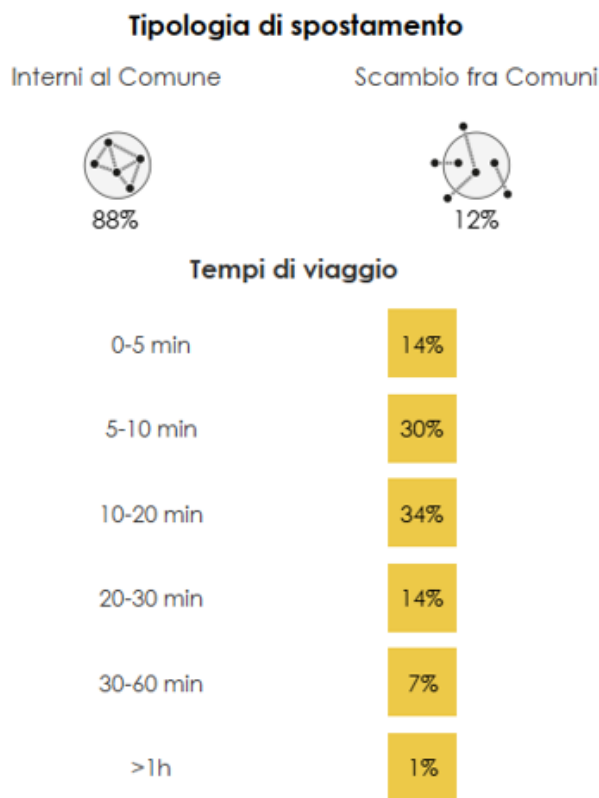 Tipologia di spostamento
Interni al Comune Scambio fra Comuni
88% 12%
Tempi di viaggio
0-5 min 14%
5-10 min 30%
10-20 min 34%
20-30 min 14%
30-60 min 7%
>1h 1%